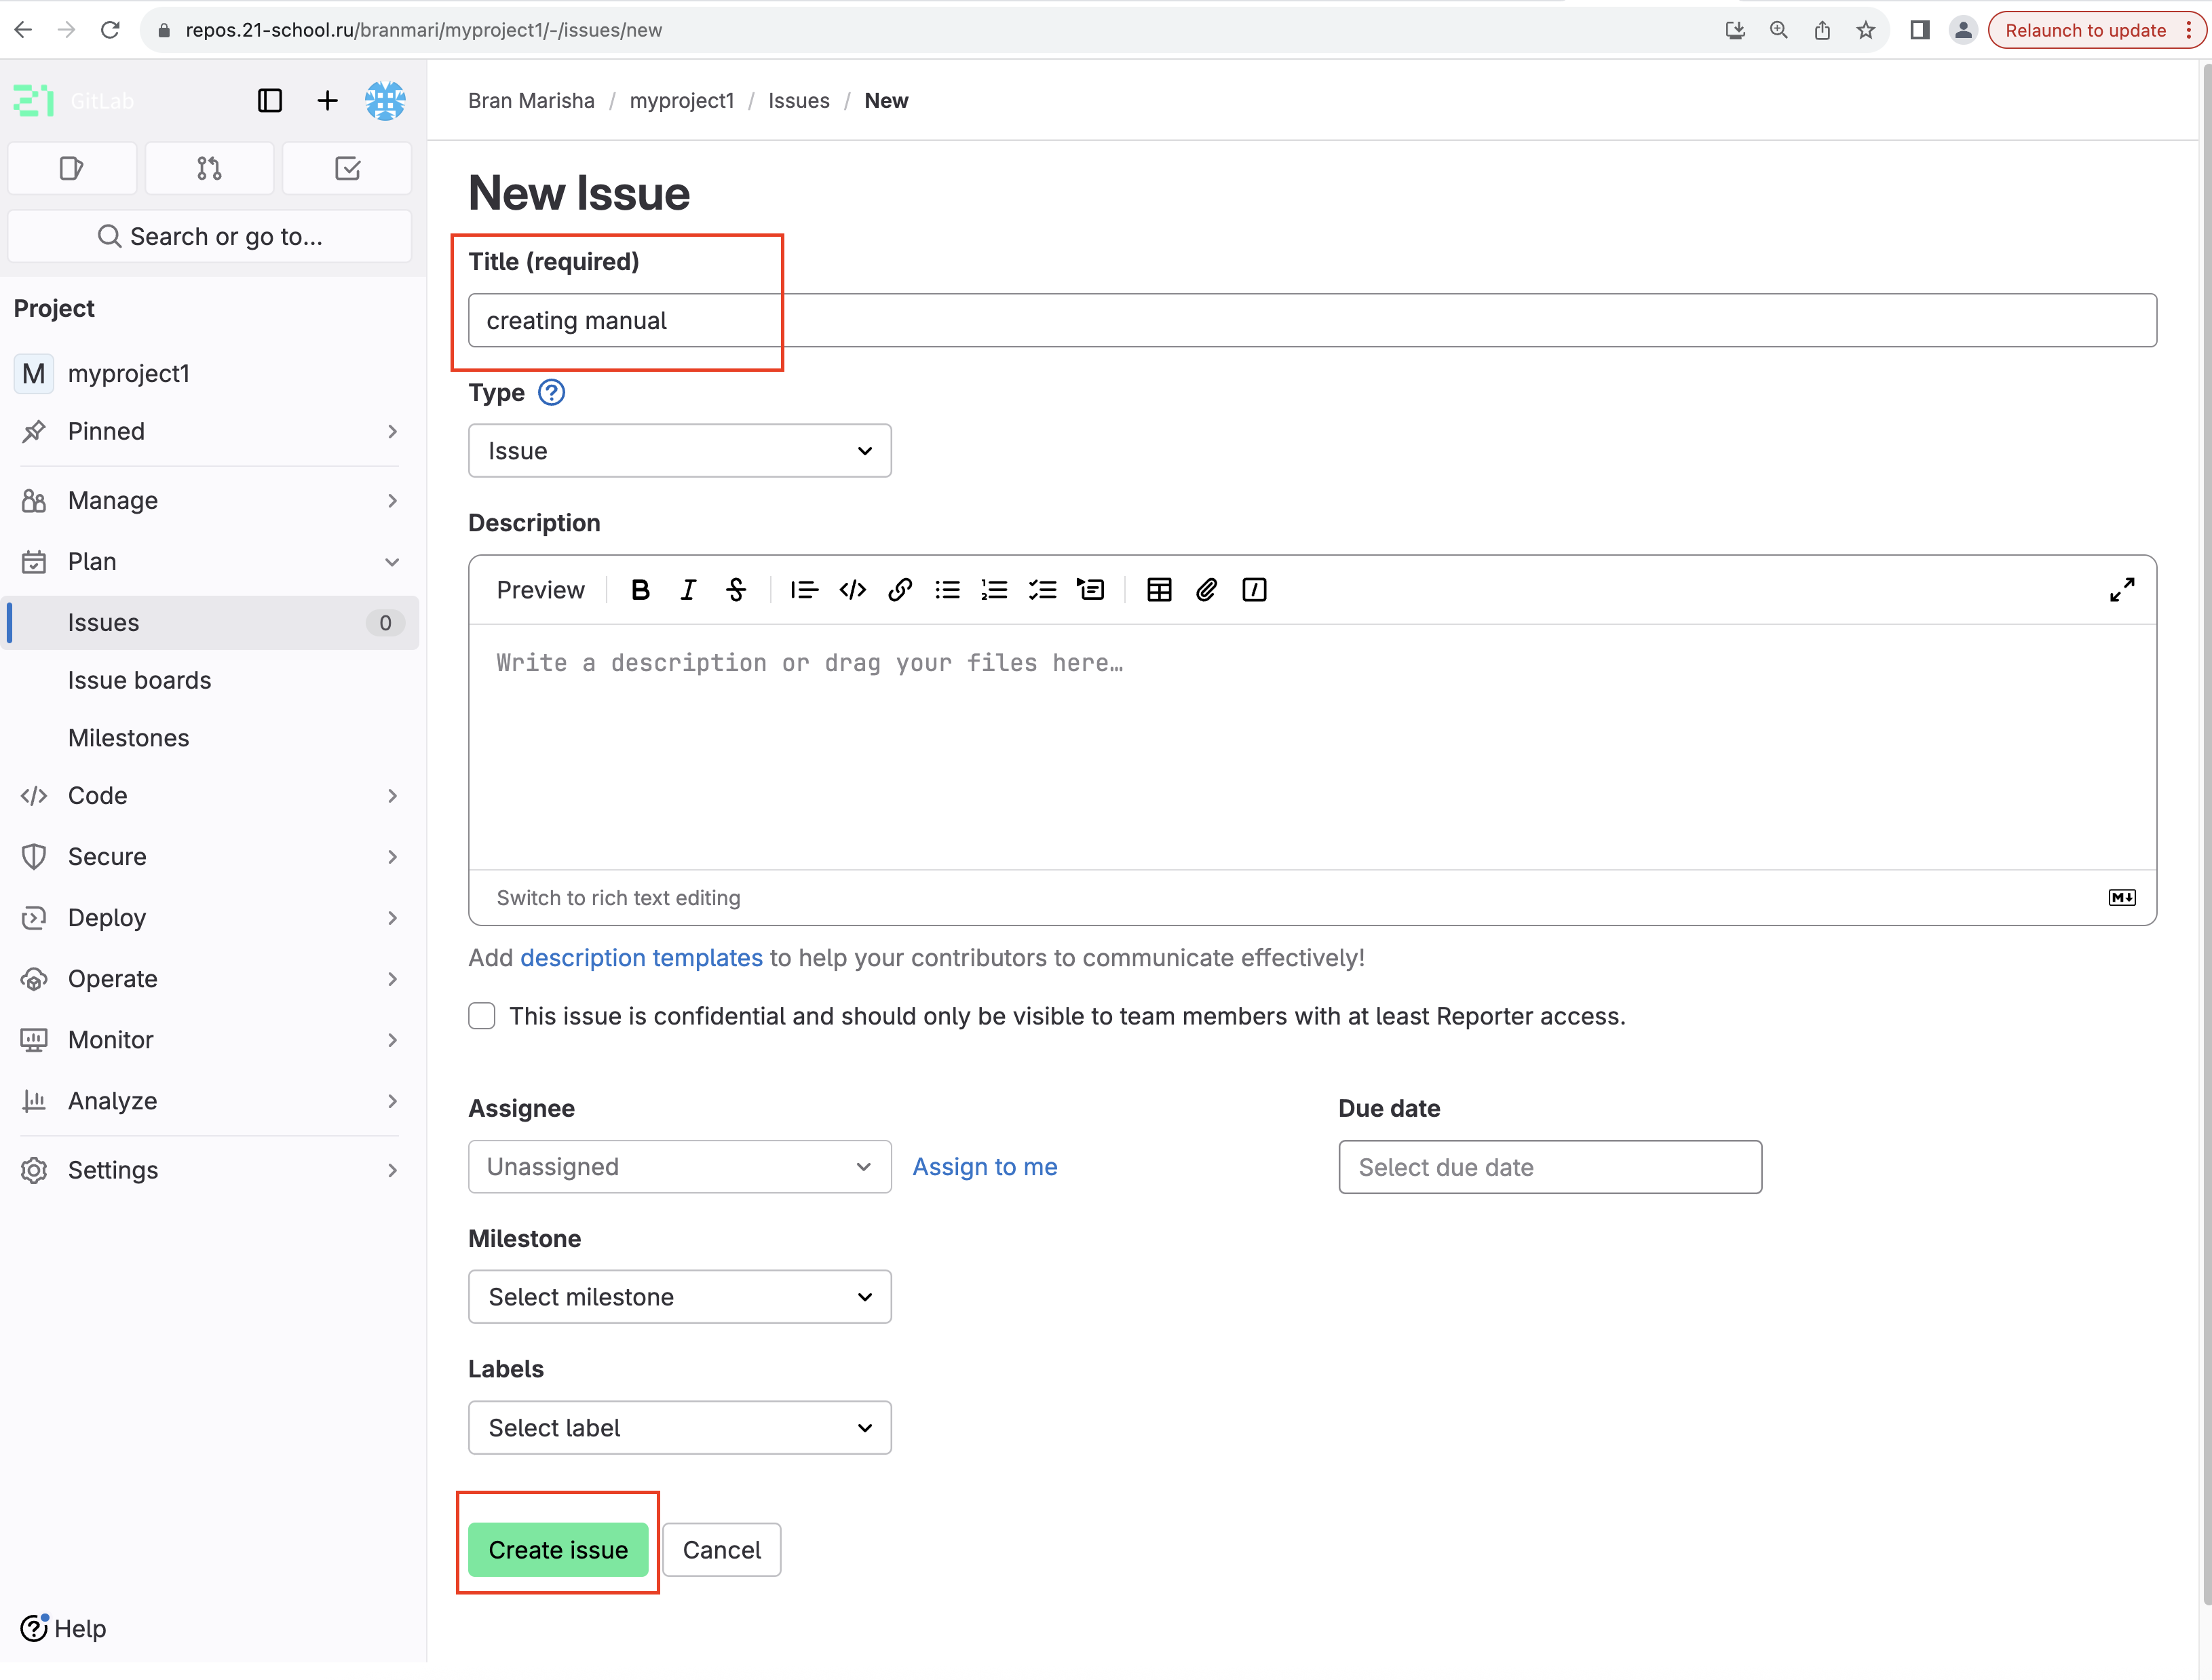 repos.21-school.ru/branmari/myproject1/-/issues/new
Relaunch to update
21 GitLab
Bran Marisha / myproject1 / Issues / New
Search or go to...
Project
M myproject1
Pinned
Manage
Plan
Issues 0
Issue boards
Milestones
Code
Secure
Deploy
Operate
Monitor
Analyze
Settings
Help
New Issue
Title (required)
creating manual
Type ?
Issue
Description
Preview B I S
Write a description or drag your files here…
Switch to rich text editing
M
Add description templates to help your contributors to communicate effectively!
This issue is confidential and should only be visible to team members with at least Reporter access.
Assignee
Unassigned Assign to me
Due date
Select due date
Milestone
Select milestone
Labels
Select label
Create issue Cancel